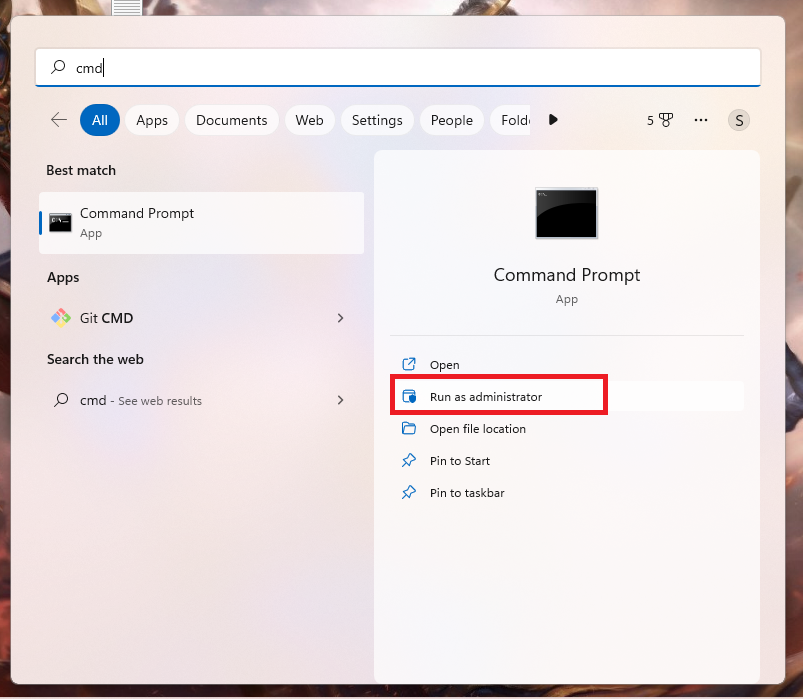 cmd
All Apps Documents Web Settings People Fold 5 S
Best match
Command Prompt
App
Apps
Git CMD
Search the web
cmd - See web results
Command Prompt
App
Open
Run as administrator
Open file location
Pin to Start
Pin to taskbar